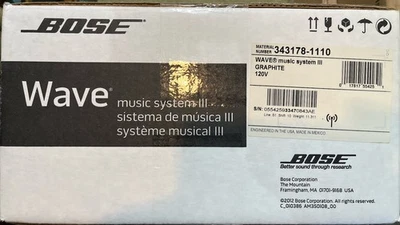 BOSE
MATERIAL
NUMBER 343178-1110
WAVE® music system III
GRAPHITE
120V
Wave® music system III
sistema de música III
système musical III
ENGINEERED IN THE USA, MADE IN MEXICO
BOSE
Better sound through research®
Bose Corporation
The Mountain
Framingham, MA 01701-9168 USA
©2012 Bose Corporation. All rights reserved.